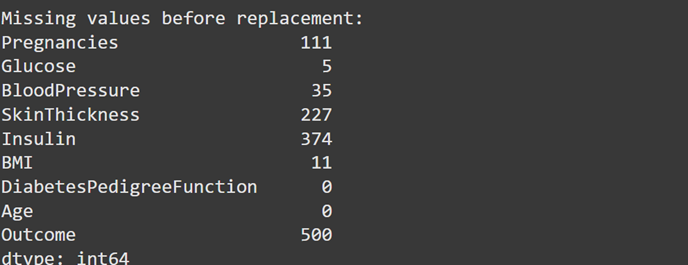 Missing values before replacement:
Pregnancies 111
Glucose 5
BloodPressure 35
SkinThickness 227
Insulin 374
BMI 11
DiabetesPedigreeFunction 0
Age 0
Outcome 500
dtype: int64